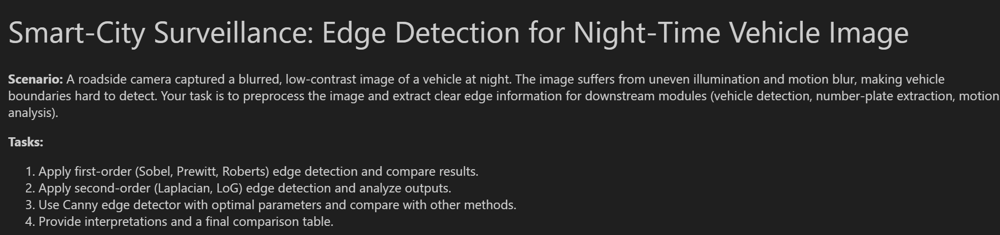 Smart-City Surveillance: Edge Detection for Night-Time Vehicle Image
Scenario: A roadside camera captured a blurred, low-contrast image of a vehicle at night. The image suffers from uneven illumination and motion blur, making vehicle
boundaries hard to detect. Your task is to preprocess the image and extract clear edge information for downstream modules (vehicle detection, number-plate extraction, motion
analysis).
Tasks:
1. Apply first-order (Sobel, Prewitt, Roberts) edge detection and compare results.
2. Apply second-order (Laplacian, LoG) edge detection and analyze outputs.
3. Use Canny edge detector with optimal parameters and compare with other methods.
4. Provide interpretations and a final comparison table.